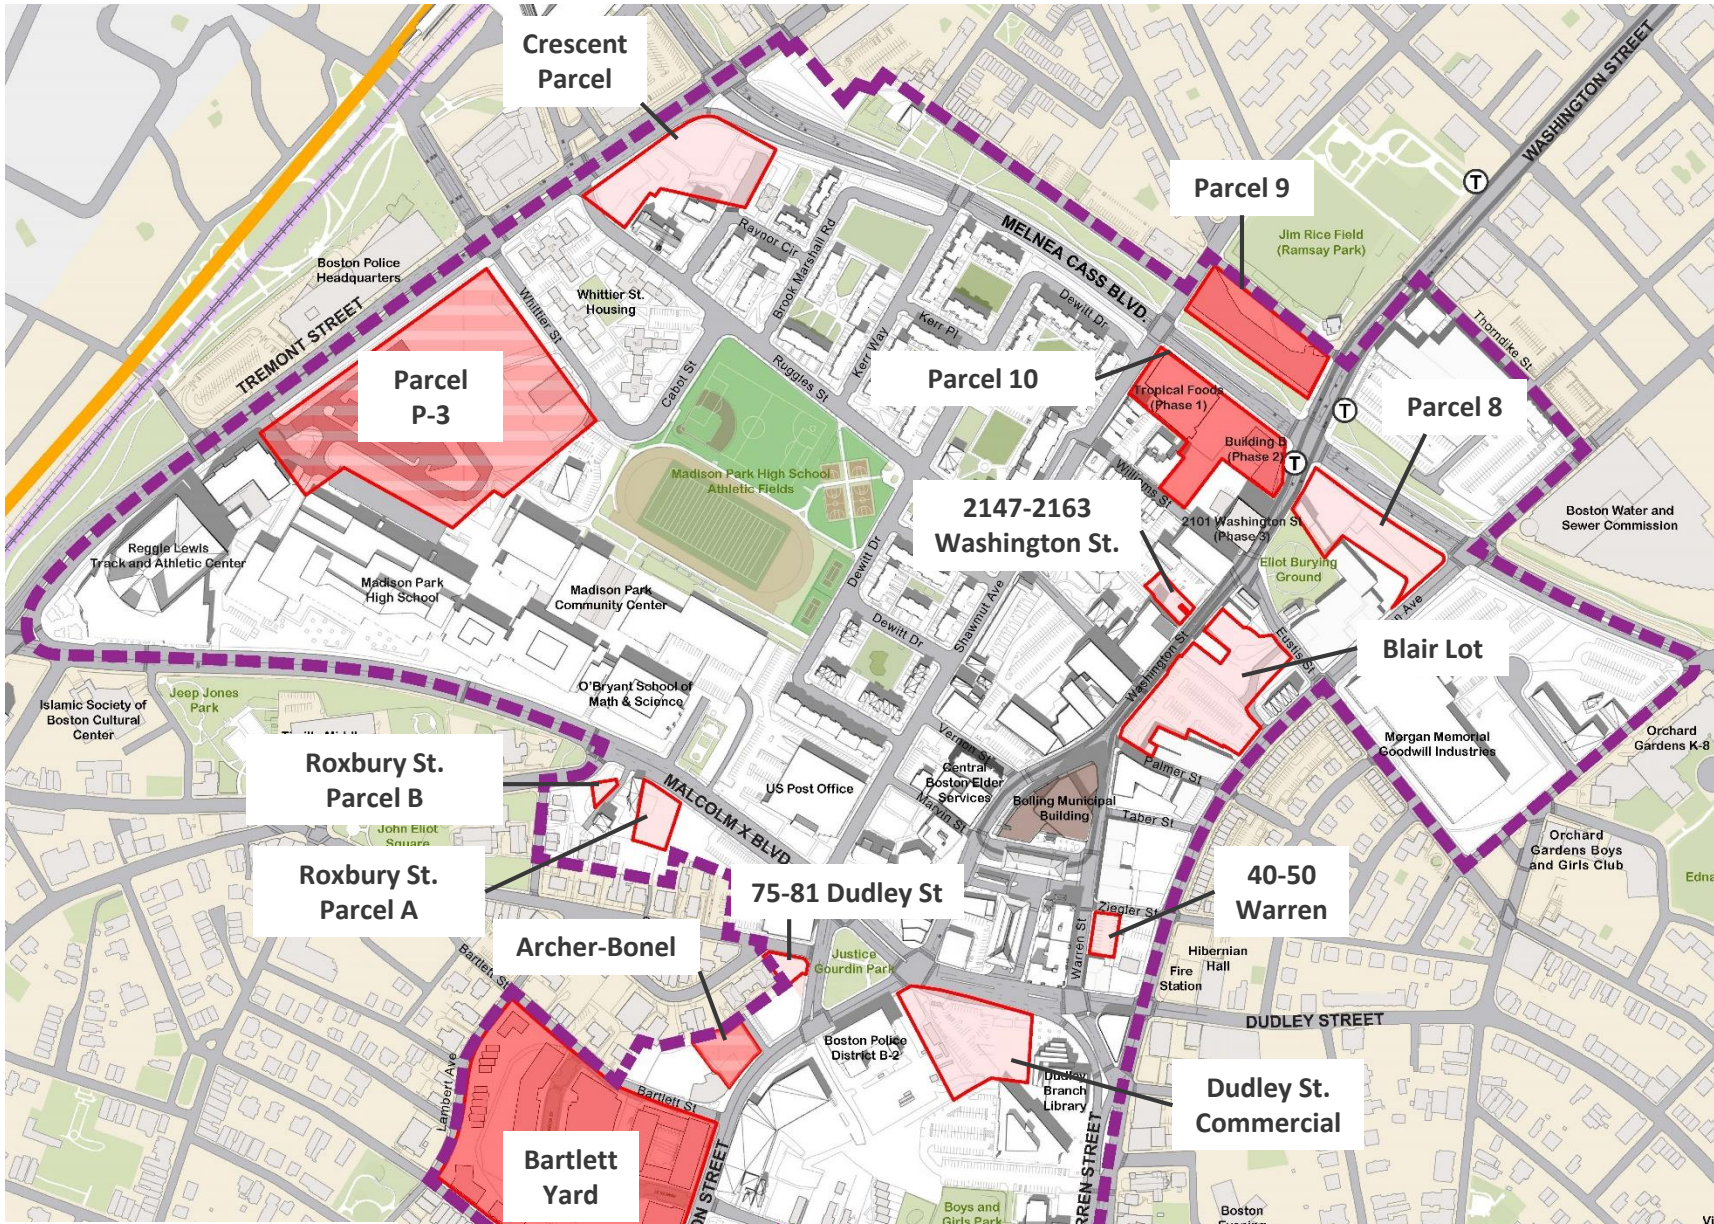 Crescent
Parcel
WASHINGTON STREET
T
Parcel 9
Jim Rice Field
(Ramsay Park)
MELNEA CASS BLVD.
Raynor Cir
Brook Marshall Rd
Boston Police
Headquarters
Whittier St.
Housing
Whittier St
TREMONT STREET
Dewitt Dr
Kerr Pl
Kerr Way
Thorndike St
Parcel
P-3
Cabot St
Ruggles St
Parcel 10
Tropical Foods
(Phase 1)
T
Parcel 8
Building B
(Phase 2)
T
Madison Park High School
Athletic Fields
Williams St
2147-2163
Washington St.
2101 Washington St
(Phase 3)
Boston Water and
Sewer Commission
Reggie Lewis
Track and Athletic Center
Madison Park
High School
Madison Park
Community Center
Dewitt Dr
Shawmut Ave
Dewitt Dr
Eliot Burying
Ground
Ave
Eustis St
Blair Lot
Washington St
O'Bryant School of
Math & Science
Jeep Jones
Park
Islamic Society of
Boston Cultural
Center
Morgan Memorial
Goodwill Industries
Orchard
Gardens K-8
Vernon St
Palmer St
Central
Boston Elder
Services
Roxbury St.
Parcel B
US Post Office
MALCOLM X BLVD.
Marvin St
Bolling Municipal
Building
Taber St
John Eliot
Square
Orchard
Gardens Boys
and Girls Club
Roxbury St.
Parcel A
75-81 Dudley St
40-50
Warren
Ziegler St
Warren St
Archer-Bonel
Bartlett St
Justice
Gourdin Park
Hibernian
Hall
Fire
Station
DUDLEY STREET
Boston Police
District B-2
Lambert Ave
Bartlett St
Dudley
Branch
Library
Dudley St.
Commercial
Bartlett
Yard
ON STREET
RREN STREET
Boys and
Girls Park
Boston